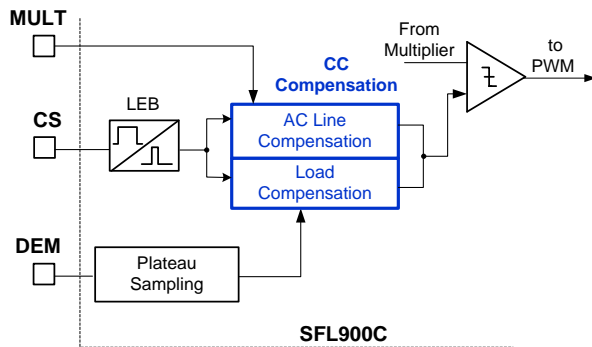 MULT
From
Multiplier
to
PWM
CC
Compensation
LEB
CS
AC Line
Compensation
Load
Compensation
DEM
Plateau
Sampling
SFL900C